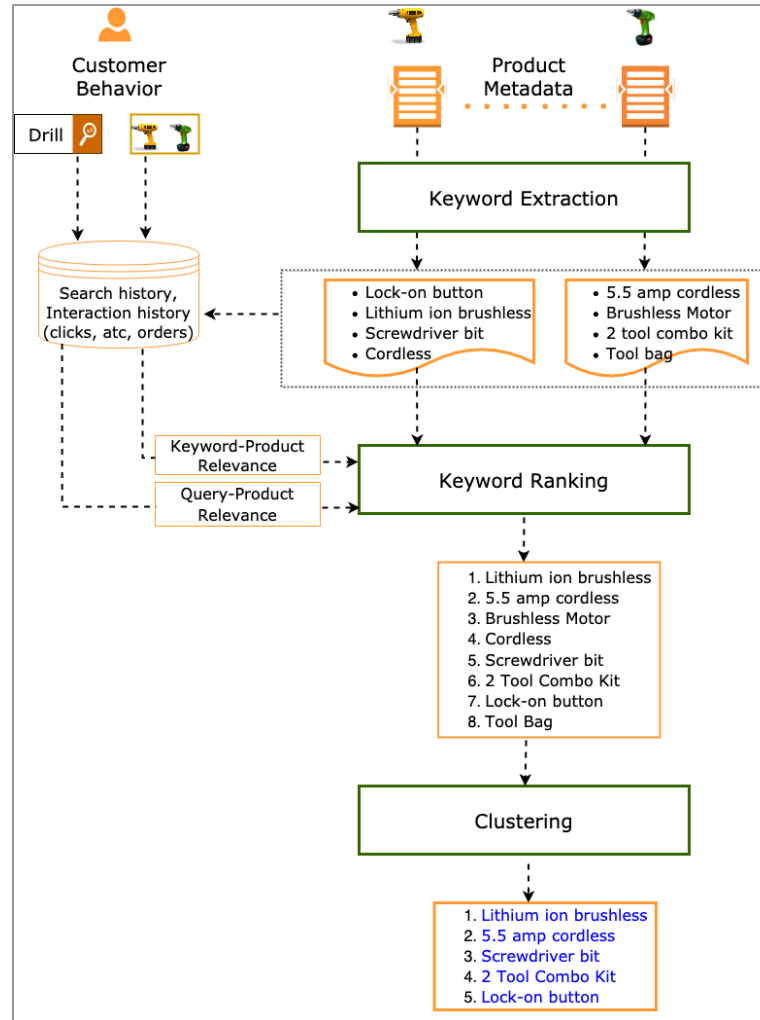 Customer
Behavior
Product
Metadata
Drill
Keyword Extraction
Search history,
Interaction history
(clicks, atc, orders)
• Lock-on button
• Lithium ion brushless
• Screwdriver bit
• Cordless
• 5.5 amp cordless
• Brushless Motor
• 2 tool combo kit
• Tool bag
Keyword-Product
Relevance
Query-Product
Relevance
Keyword Ranking
1. Lithium ion brushless
2. 5.5 amp cordless
3. Brushless Motor
4. Cordless
5. Screwdriver bit
6. 2 Tool Combo Kit
7. Lock-on button
8. Tool Bag
Clustering
1. Lithium ion brushless
2. 5.5 amp cordless
3. Screwdriver bit
4. 2 Tool Combo Kit
5. Lock-on button